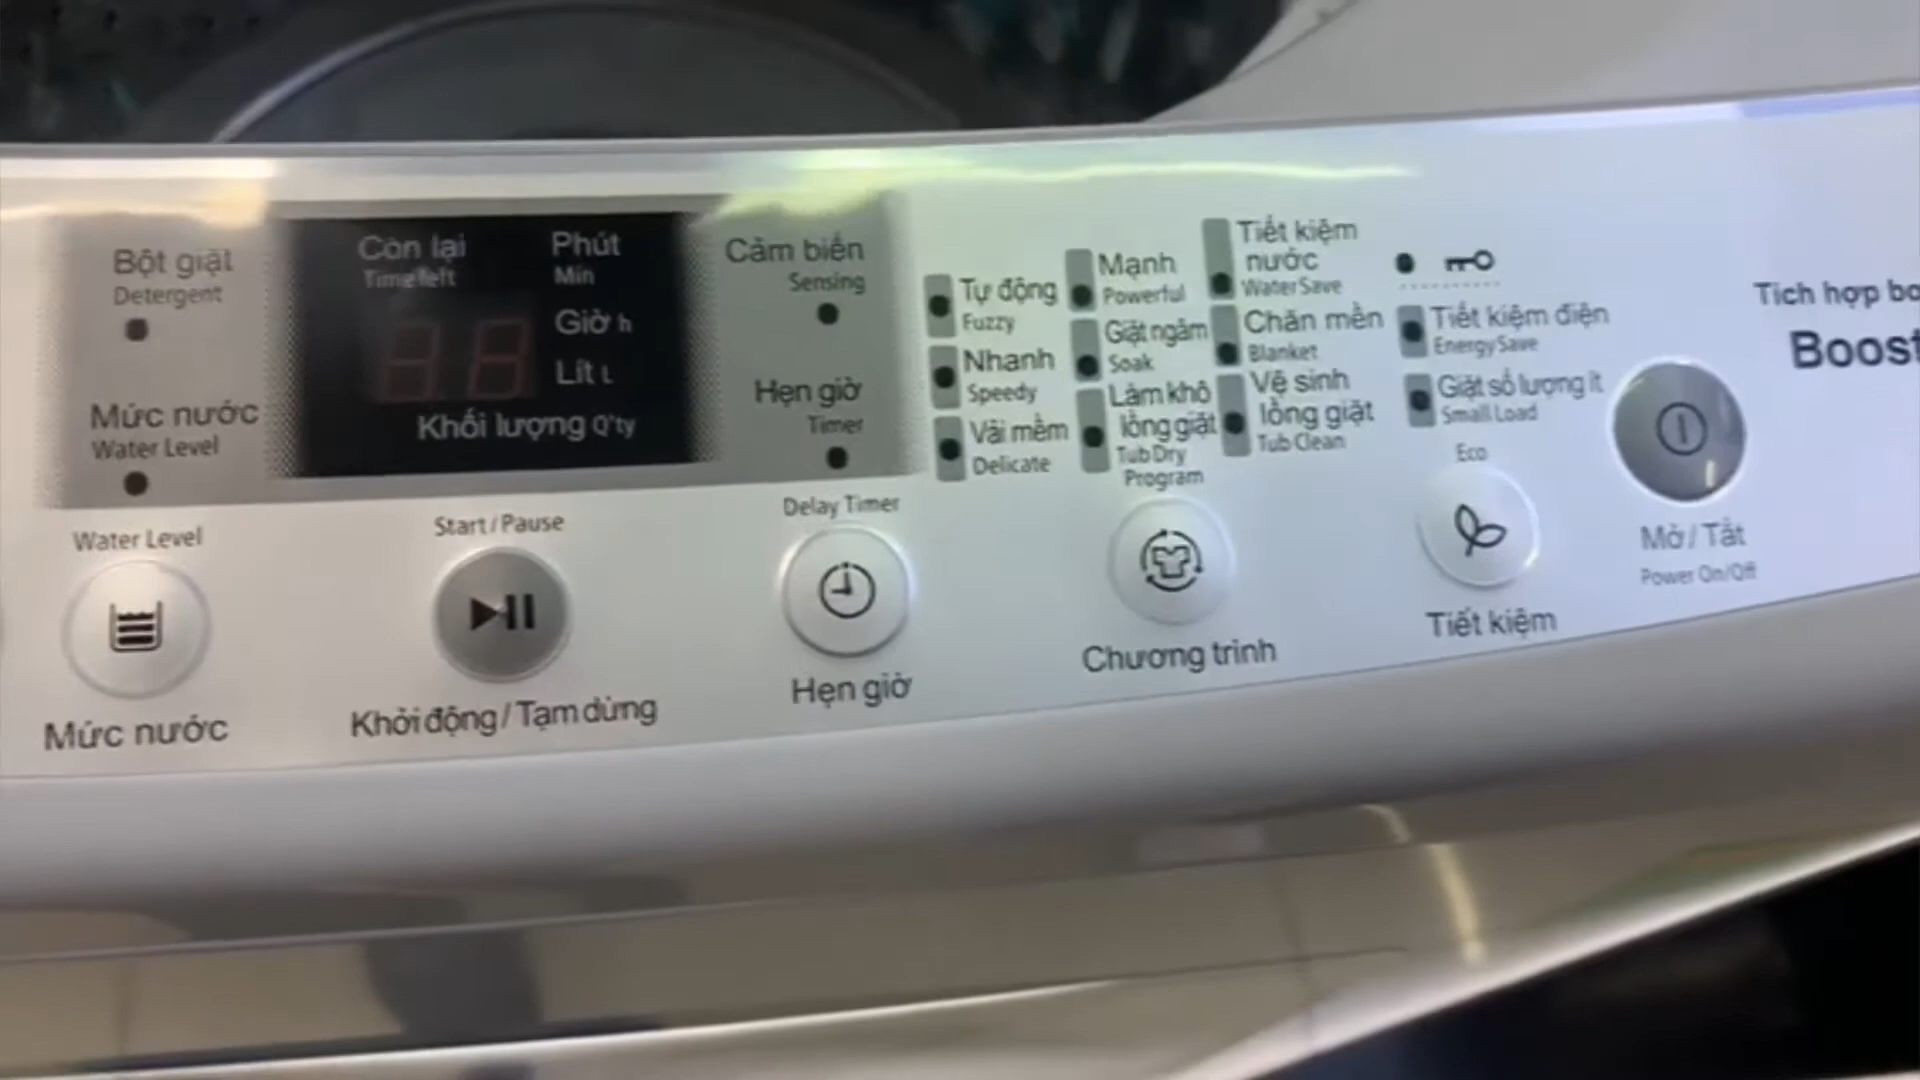 Bột giặt
Detergent
Mức nước
Water Level
Còn lại
Time left
Phút
Min
Giờ h
Lít L
Khối lượng Q'ty
Cảm biến
Sensing
Hẹn giờ
Timer
Tự động
Fuzzy
Nhanh
Speedy
Vải mềm
Delicate
Mạnh
Powerful
Giặt ngâm
Soak
Làm khô
lồng giặt
Tub Dry
Program
Tiết kiệm
nước
Water Save
Chăn mền
Blanket
Vệ sinh
lồng giặt
Tub Clean
Tiết kiệm điện
Energy Save
Giặt số lượng ít
Small Load
Eco
Tích hợp
Boost
Water Level
Mức nước
Start / Pause
Khởi động / Tạm dừng
Delay Timer
Hẹn giờ
Chương trình
Tiết kiệm
Mở / Tắt
Power On/Off